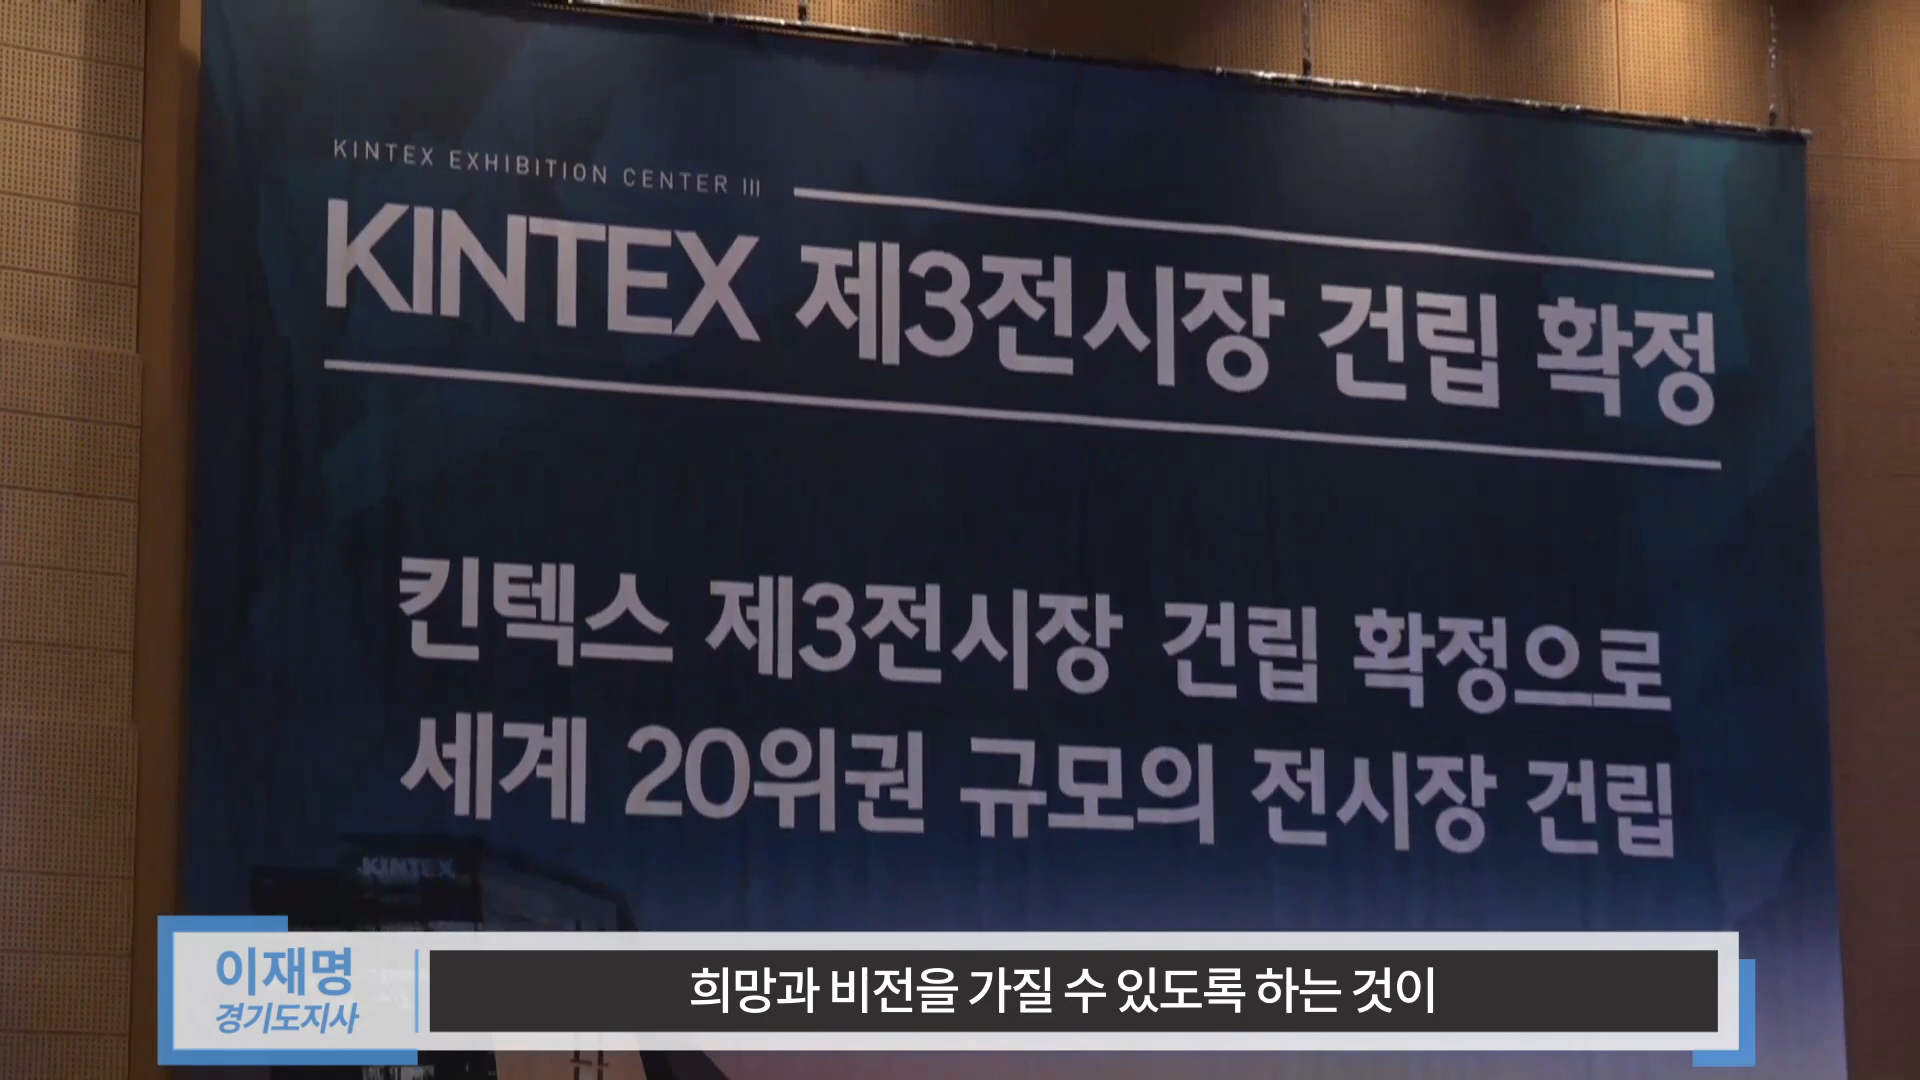 KINTEX EXHIBITION CENTER III
KINTEX 제3전시장 건립 확정
킨텍스 제3전시장 건립 확정으로
세계 20위권 규모의 전시장 건립
KINTEX
이재명
경기도지사
희망과 비전을 가질 수 있도록 하는 것이